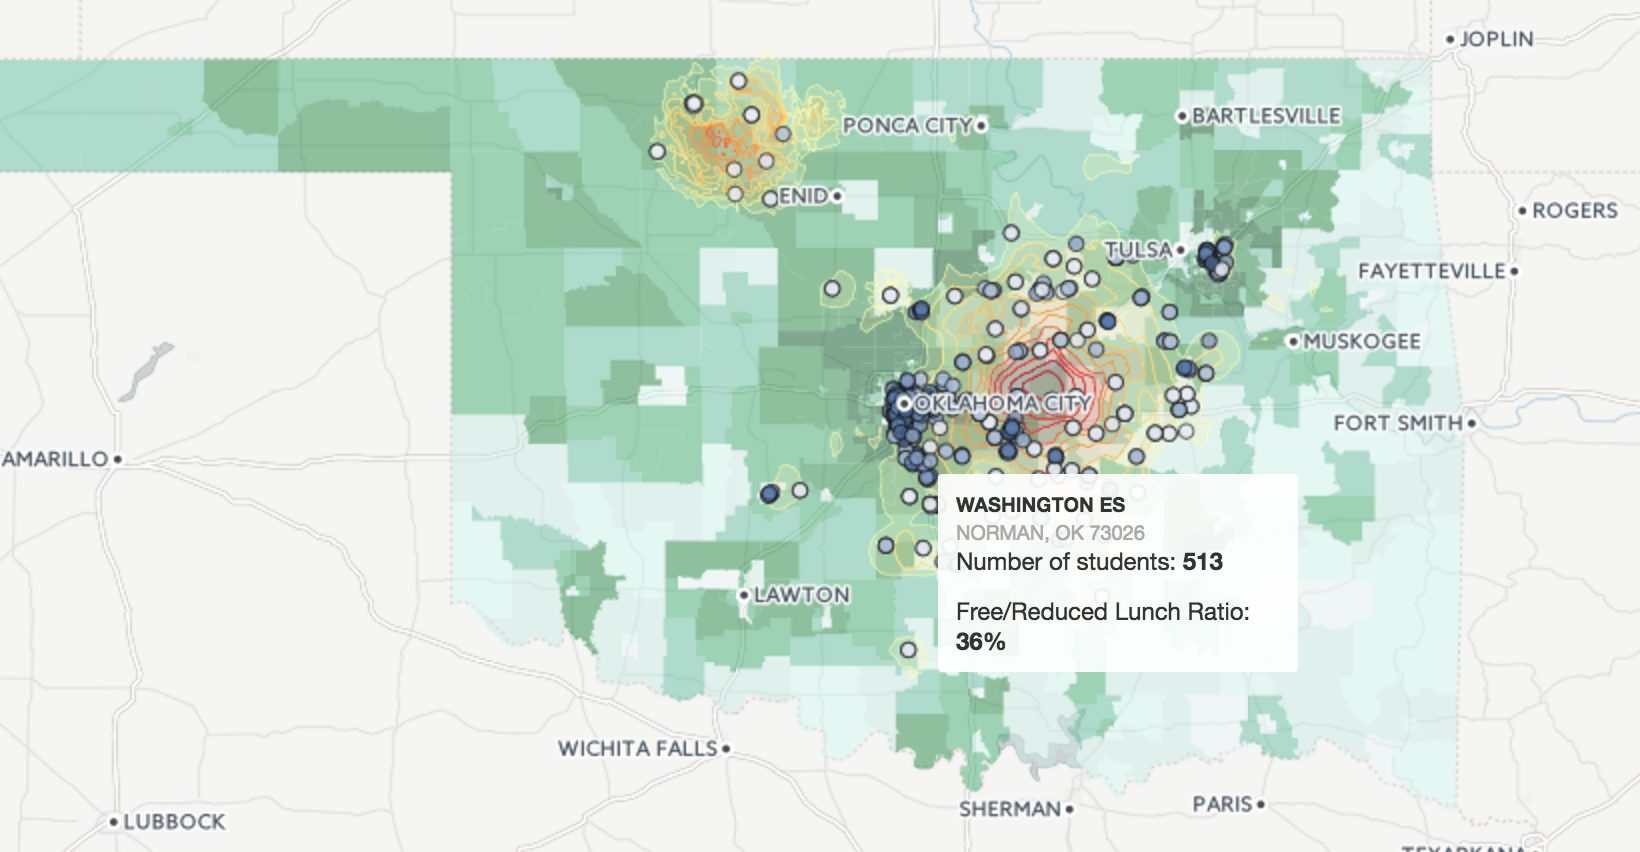 JOPLIN
BARTLESVILLE
PONCA CITY
ENID
ROGERS
TULSA
FAYETTEVILLE
MUSKOGEE
OKLAHOMA CITY
FORT SMITH
AMARILLO
WASHINGTON ES
NORMAN, OK 73026
Number of students: 513
Free/Reduced Lunch Ratio:
36%
LAWTON
WICHITA FALLS
SHERMAN
PARIS
LUBBOCK
TEXARKANA